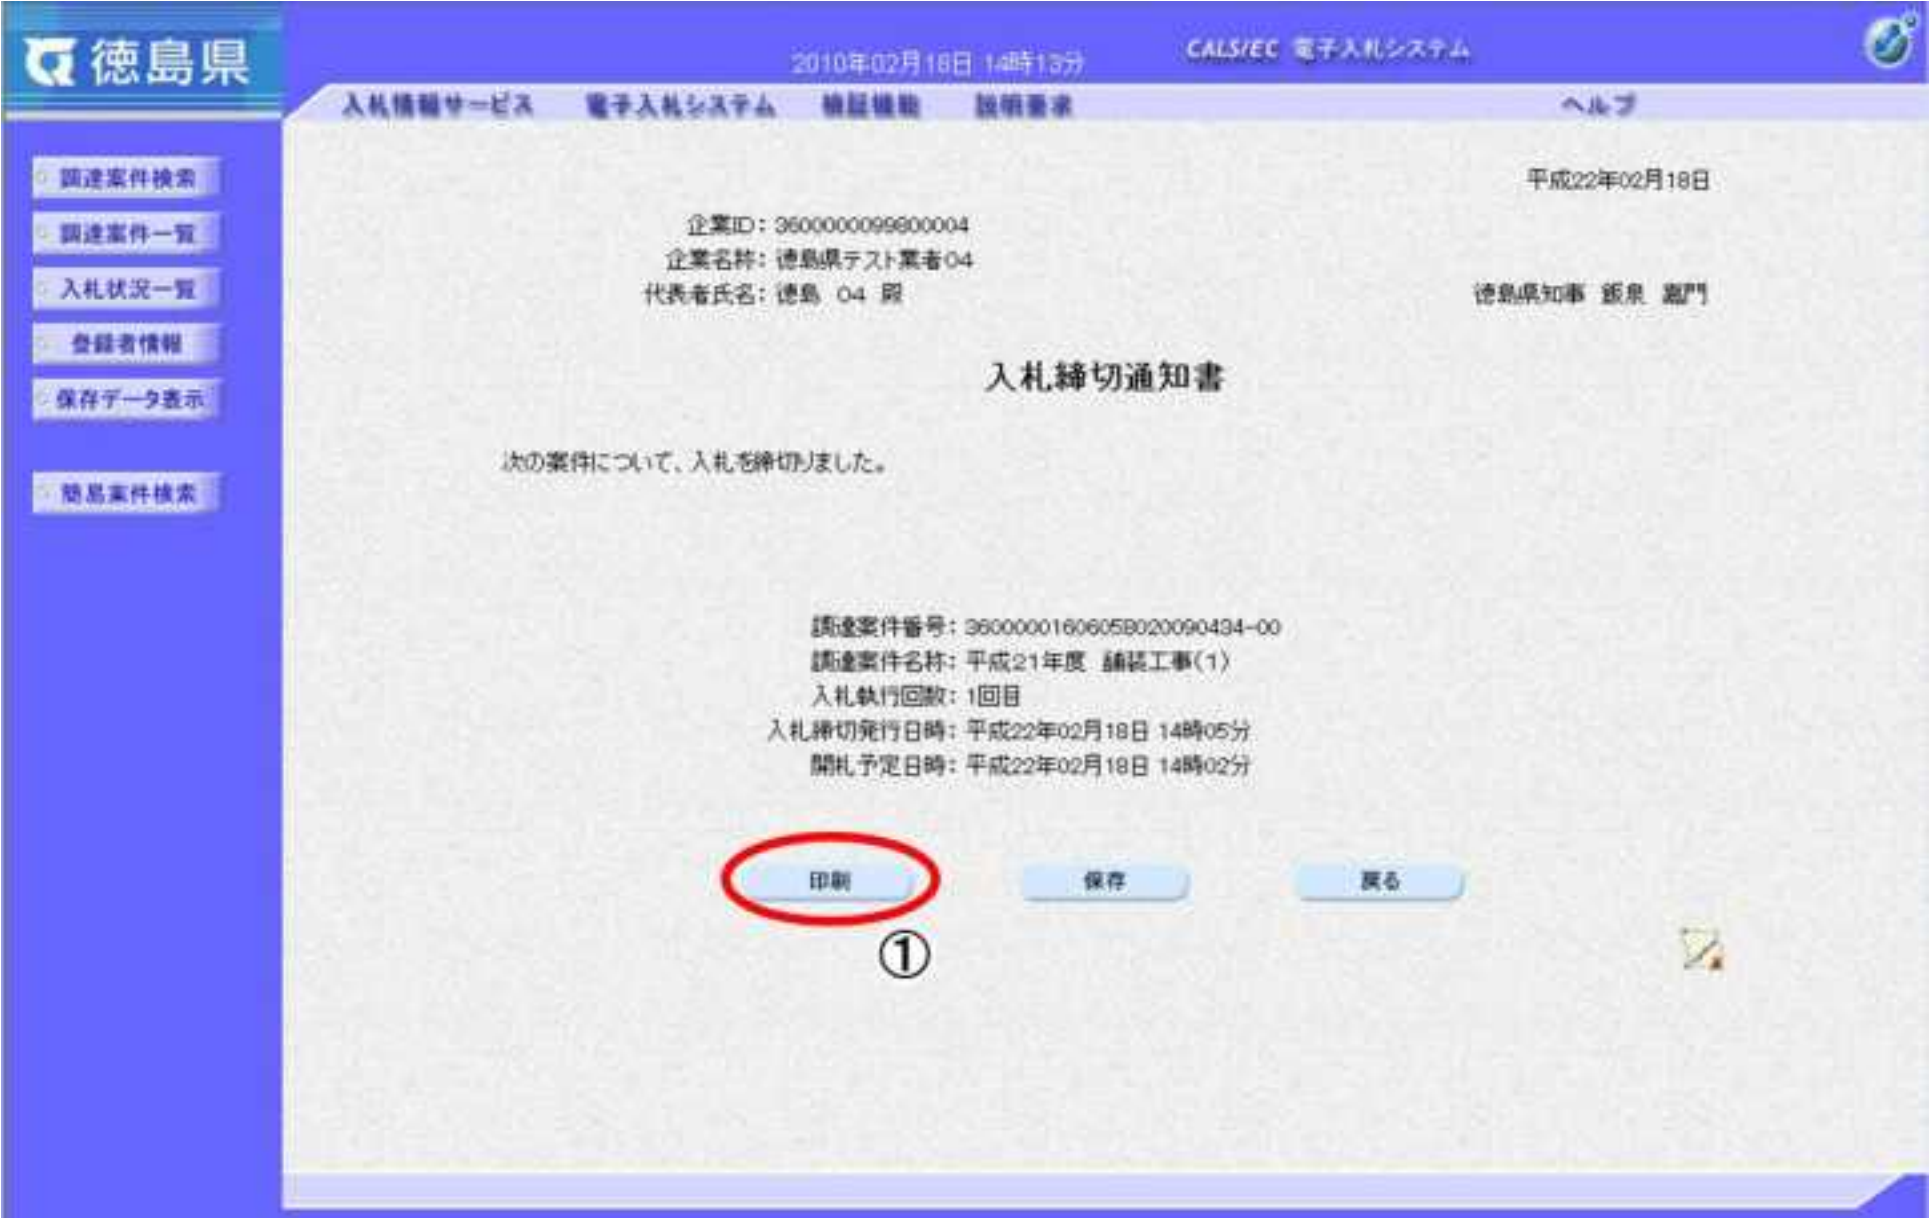 徳島県
2010年02月18日 14時13分
CALS/EC 電子入札システム
入札情報サービス 電子入札システム 検証機能 説明要求 ヘルプ
調達案件検索
調達案件一覧
入札状況一覧
登録者情報
保存データ表示
簡易案件検索
平成22年02月18日
企業ID：3600000099800004
企業名称：徳島県テスト業者04
代表者氏名：徳島 04 殿
徳島県知事 飯泉 嘉門
入札締切通知書
次の案件について、入札を締切りました。
調達案件番号：36000001606058020090434-00
調達案件名称：平成21年度 舗装工事(1)
入札執行回数：1回目
入札締切発行日時：平成22年02月18日 14時05分
開札予定日時：平成22年02月18日 14時02分
印刷 保存 戻る
①